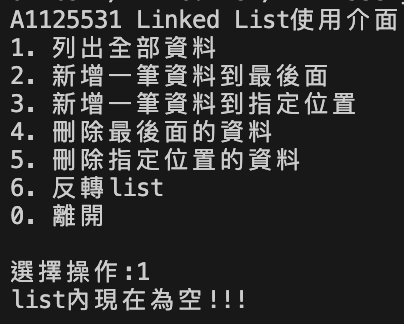 A1125531 Linked List使用介面
1. 列出全部資料
2. 新增一筆資料到最後面
3. 新增一筆資料到指定位置
4. 刪除最後面的資料
5. 刪除指定位置的資料
6. 反轉list
0. 離開
選擇操作:1
list內現在為空!!!